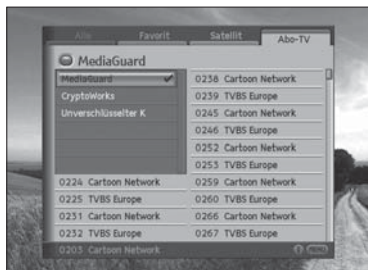 Alle Favorit Satellit Abo-TV
MediaGuard
MediaGuard
CryptoWorks
Unverschlüsselter K
0224 Cartoon Network
0225 TVBS Europe
0231 Cartoon Network
0232 TVBS Europe
0238 Cartoon Network
0239 TVBS Europe
0245 Cartoon Network
0246 TVBS Europe
0252 Cartoon Network
0253 TVBS Europe
0259 Cartoon Network
0260 TVBS Europe
0266 Cartoon Network
0267 TVBS Europe
0203 Cartoon Network
MENU